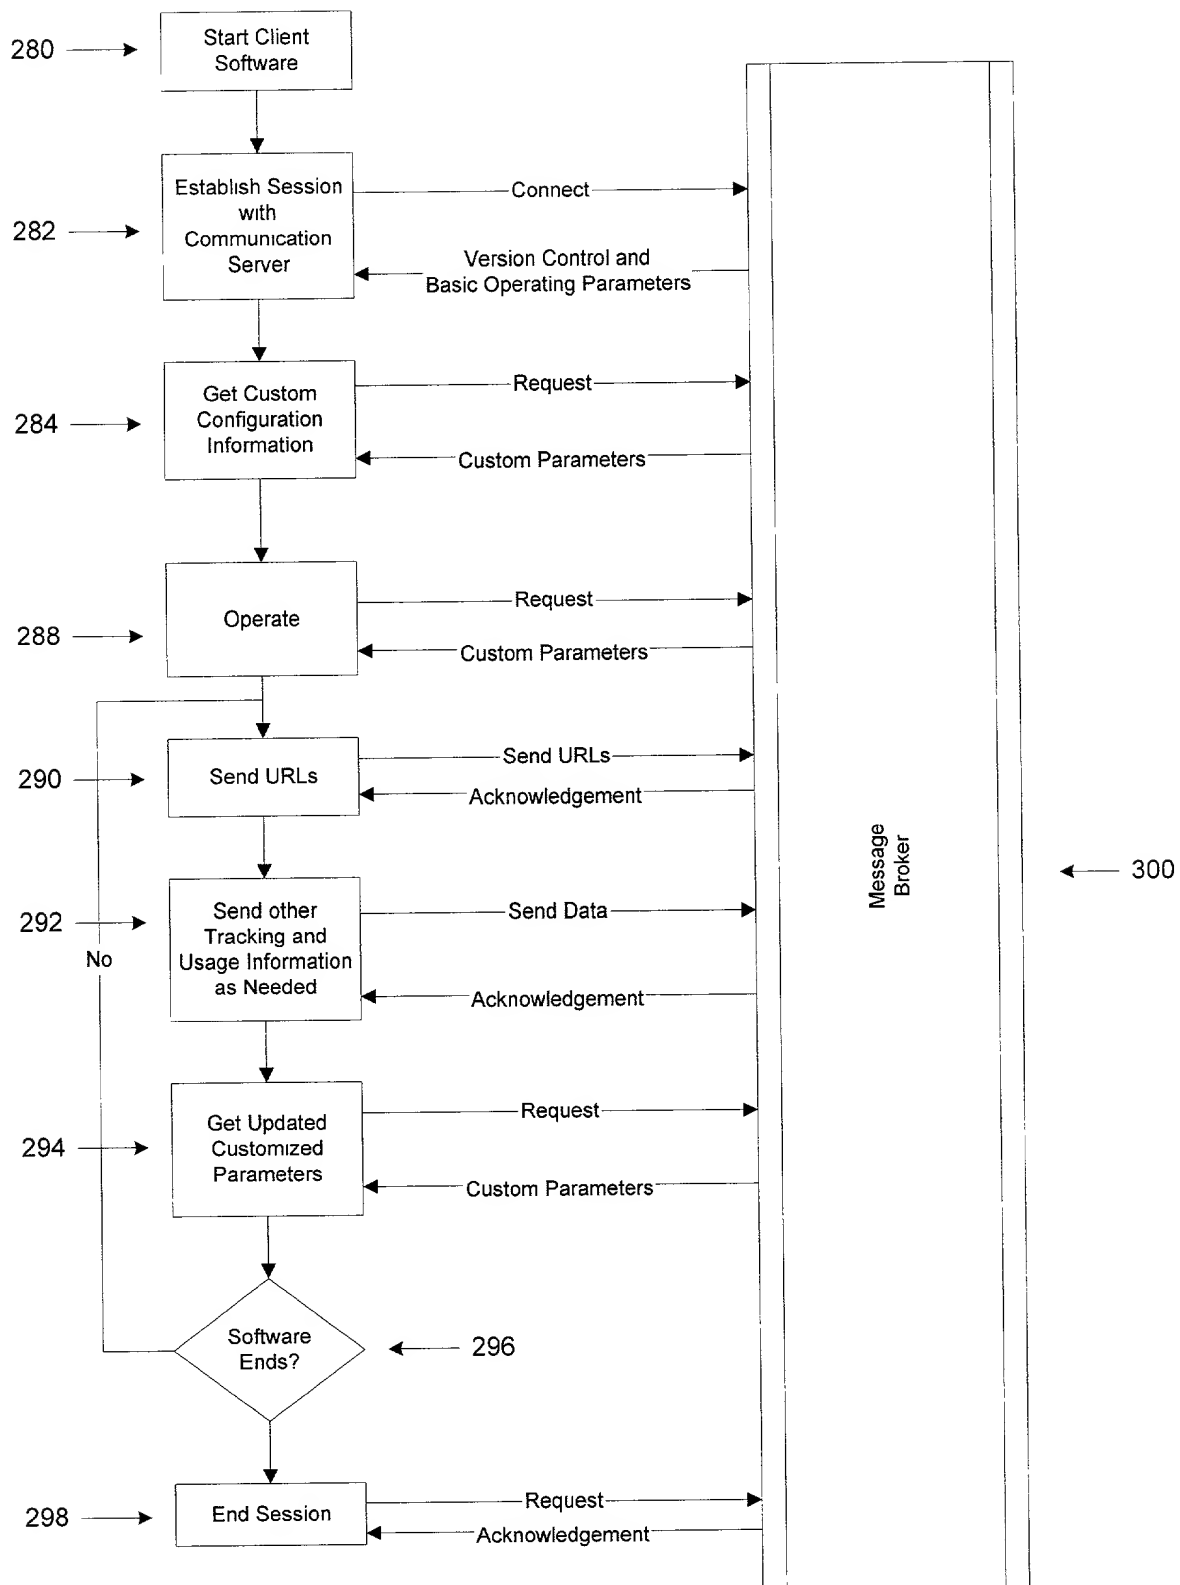 280
Start Client
Software
282
Establish Session
with
Communication
Server
Connect
Version Control and
Basic Operating Parameters
284
Get Custom
Configuration
Information
Request
Custom Parameters
288
Operate
Request
Custom Parameters
290
Send URLs
Send URLs
Acknowledgement
Message
Broker
300
292
Send other
Tracking and
Usage Information
as Needed
Send Data
Acknowledgement
No
294
Get Updated
Customized
Parameters
Request
Custom Parameters
Software
Ends?
296
298
End Session
Request
Acknowledgement